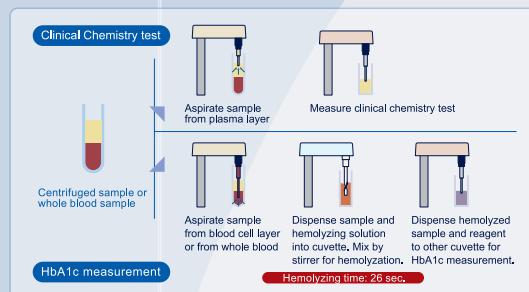 Clinical Chemistry test
Aspirate sample
from plasma layer
Measure clinical chemistry test
Centrifuged sample or
whole blood sample
Aspirate sample
from blood cell layer
or from whole blood
Dispense sample and
hemolyzing solution
into cuvette. Mix by
stirrer for hemolyzation.
Dispense hemolyzed
sample and reagent
to other cuvette for
HbA1c measurement.
HbA1c measurement
Hemolyzing time: 26 sec.